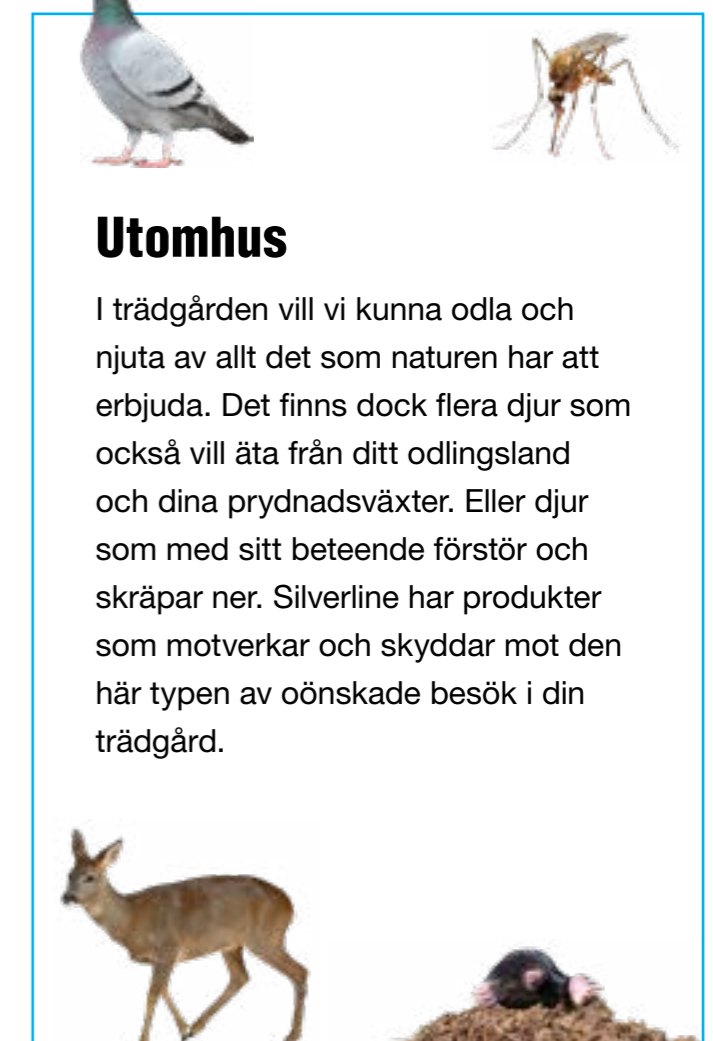 Utomhus
I trädgården vill vi kunna odla och
njuta av allt det som naturen har att
erbjuda. Det finns dock flera djur som
också vill äta från ditt odlingsland
och dina prydnadsväxter. Eller djur
som med sitt beteende förstör och
skräpar ner. Silverline har produkter
som motverkar och skyddar mot den
här typen av oönskade besök i din
trädgård.